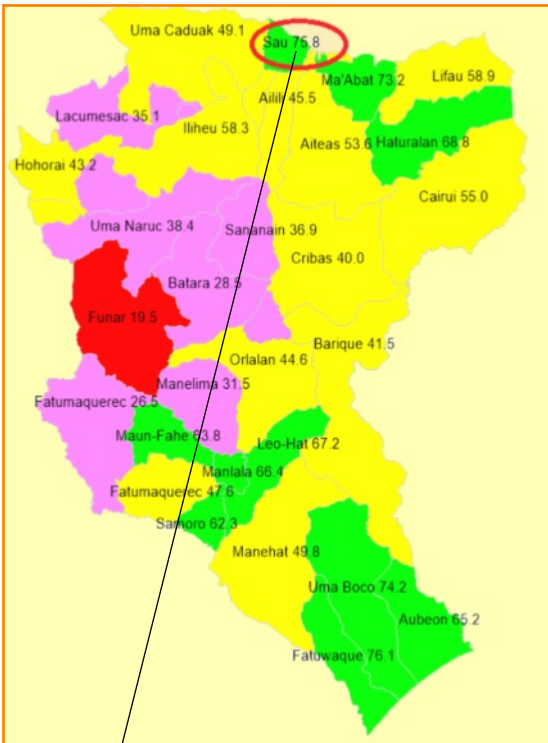 Uma Caduak 49.1
Sau 75.8
Ma'Abat 73.2
Lifau 58.9
Ailili 45.5
Lacumesac 35.1
Iliheu 58.3
Aiteas 53.6
Haturalan 68.8
Hohorai 43.2
Cairui 55.0
Uma Naruc 38.4
Sananain 36.9
Cribas 40.0
Batara 28.5
Funar 19.5
Barique 41.5
Orlalan 44.6
Manelima 31.5
Fatumaquerec 26.5
Maun-Fahe 63.8
Leo-Hat 67.2
Manlala 66.4
Fatumaquerec 47.6
Samoro 62.3
Manehat 49.8
Uma Boco 74.2
Aubeon 65.2
Fatuwaque 76.1